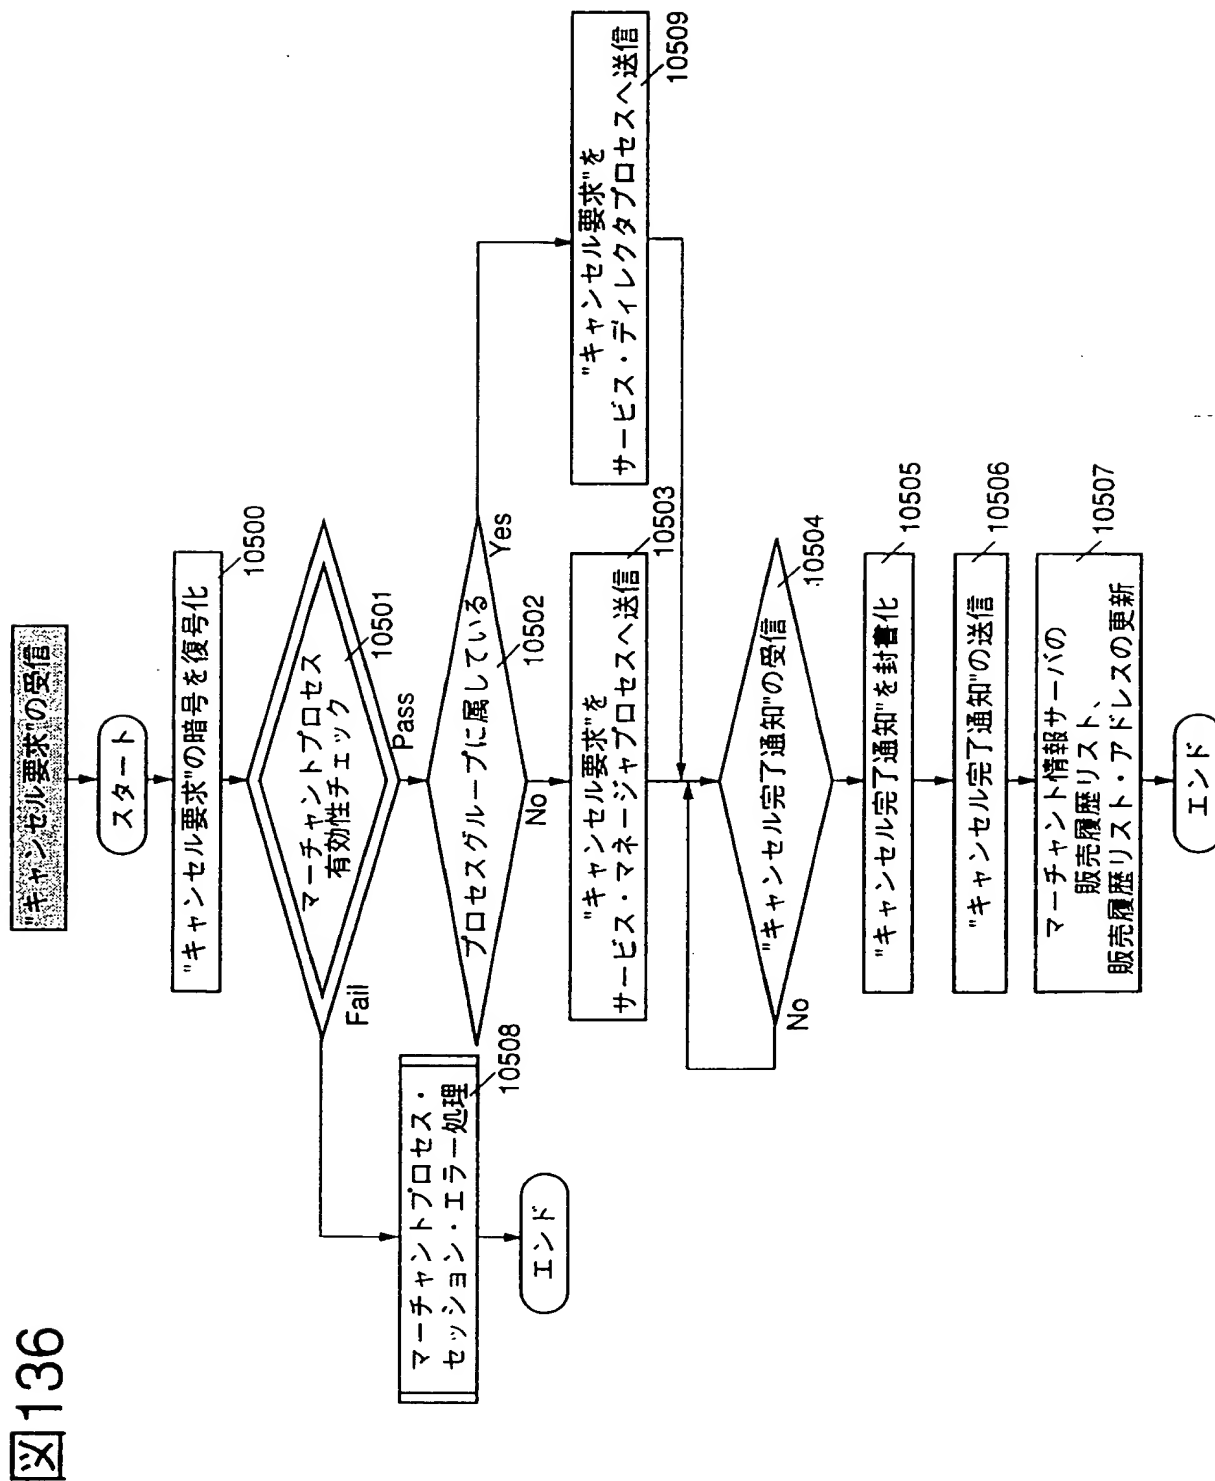 図136
"キャンセル要求"の受信
スタート
"キャンセル要求"の暗号を復号化
10500
マーチャントプロセス
有効性チェック
10501
Fail
Pass
マーチャントプロセス・
セッション・エラー処理
10508
エンド
プロセスグループに属している
10502
Yes
No
"キャンセル要求"を
サービス・マネージャプロセスへ送信
10503
"キャンセル要求"を
サービス・ディレクタプロセスへ送信
10509
"キャンセル完了通知"の受信
10504
No
"キャンセル完了通知"を封書化
10505
"キャンセル完了通知"の送信
10506
マーチャント情報サーバの
販売履歴リスト、
販売履歴リスト・アドレスの更新
10507
エンド